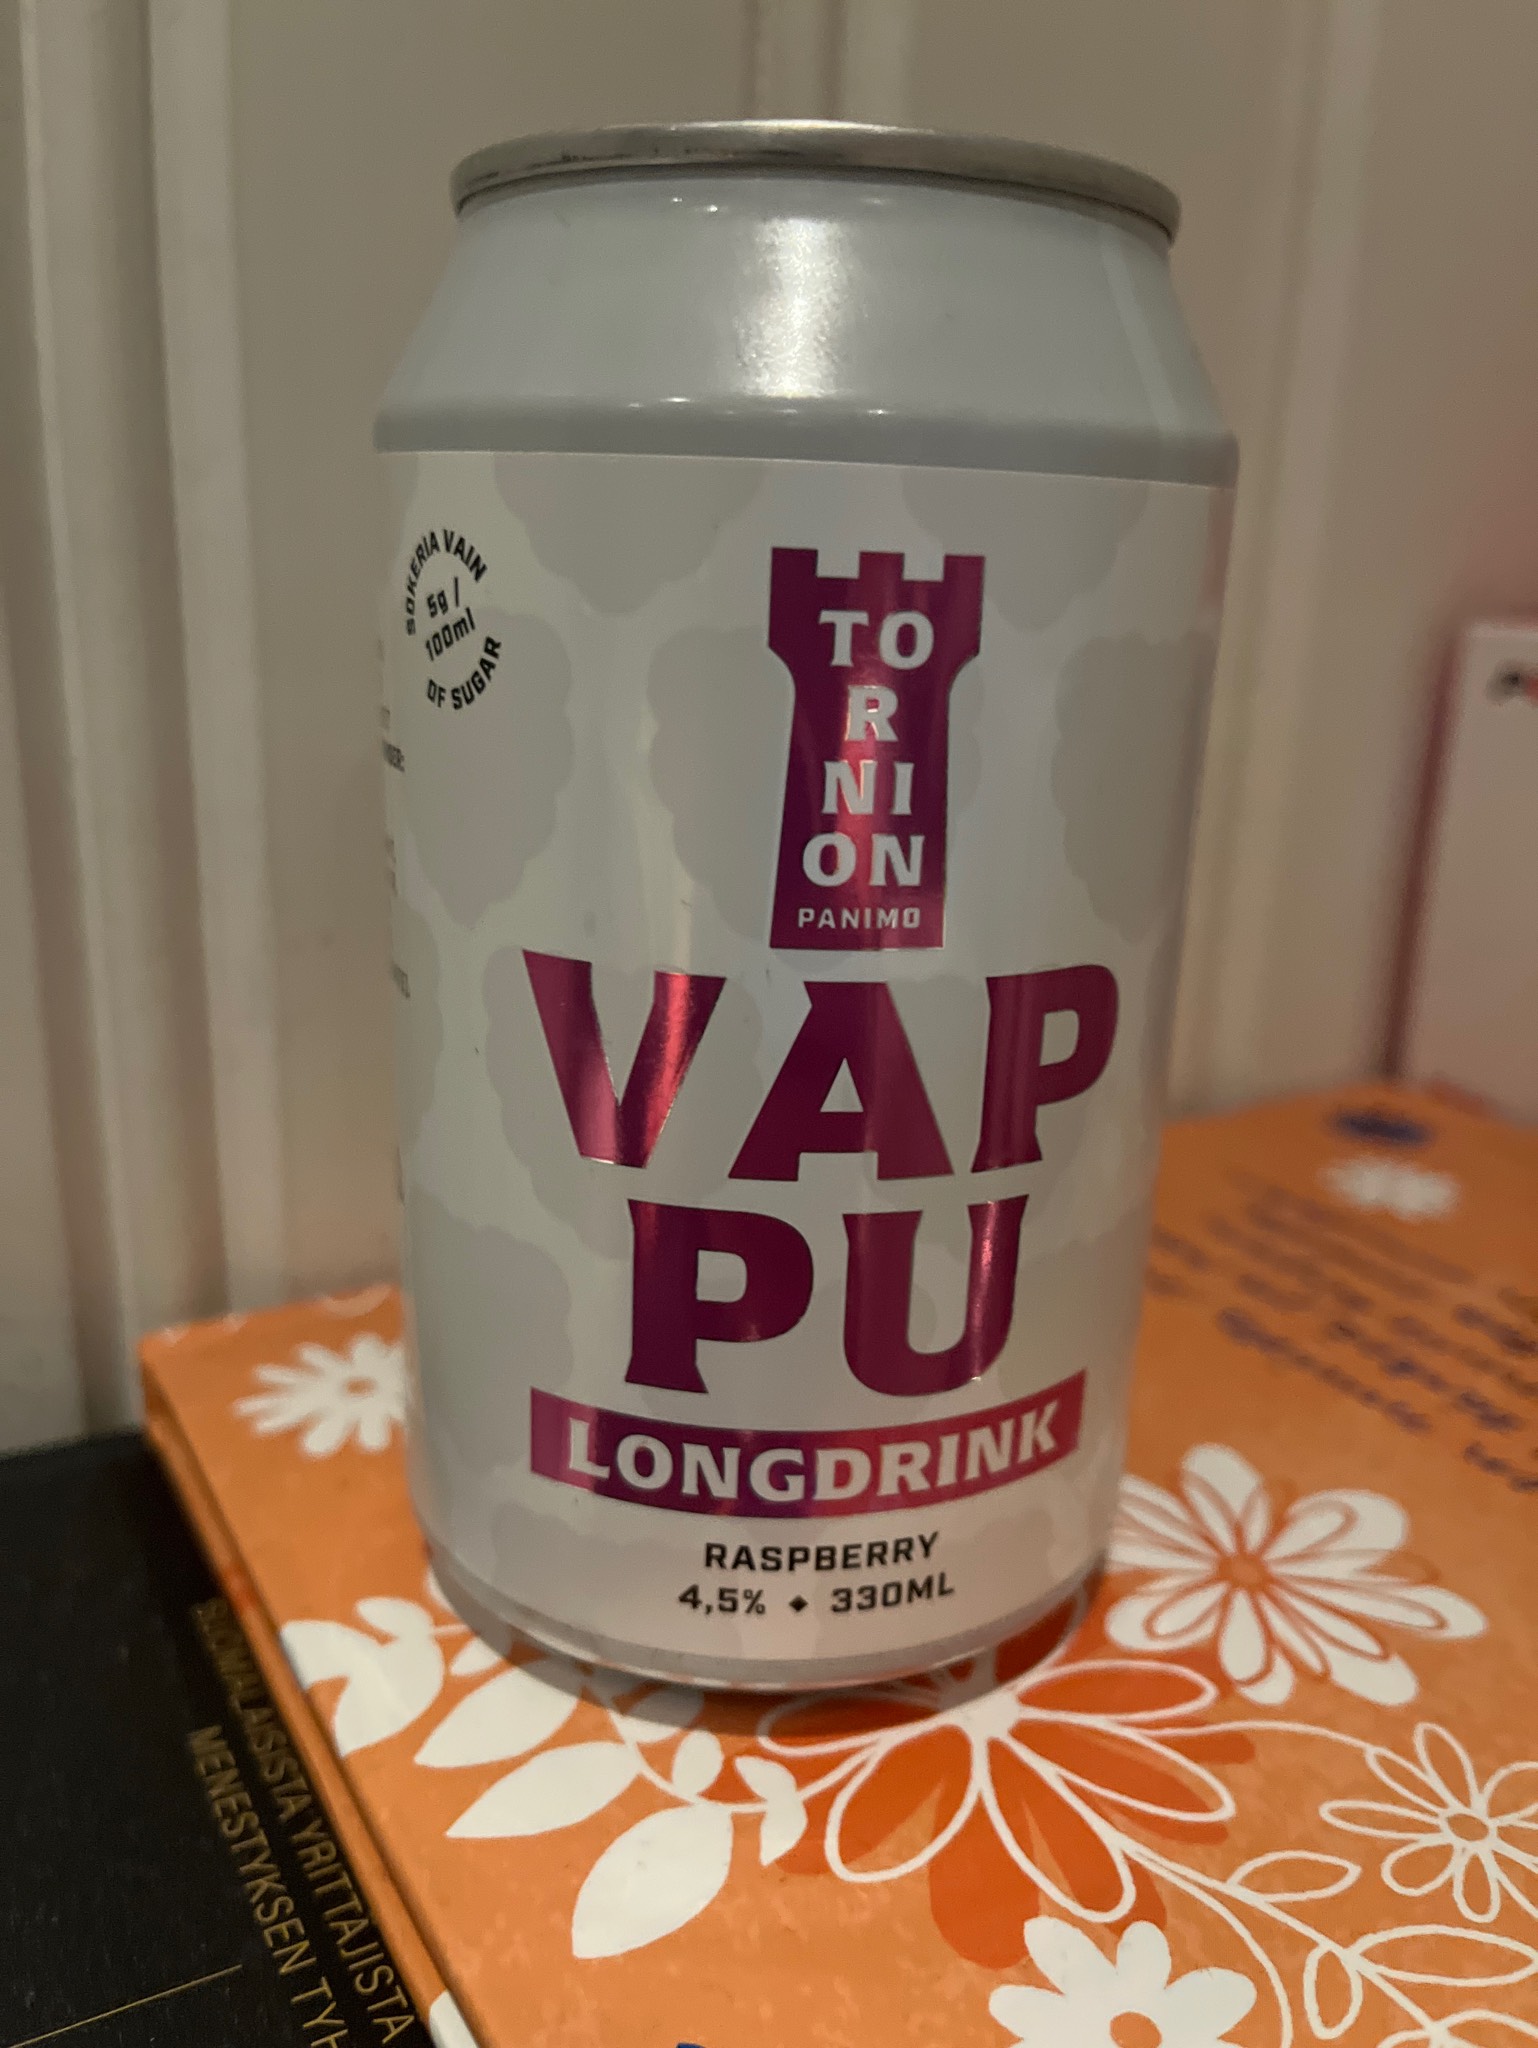 SOKERIA VAIN
5g /
100ml
OF SUGAR
TO
R
NI
ON
PANIMO
VAP
PU
LONGDRINK
RASPBERRY
4,5% ◆ 330ML
SUOMALAISISTA YRITTÄJISTÄ
MENESTYKSEN